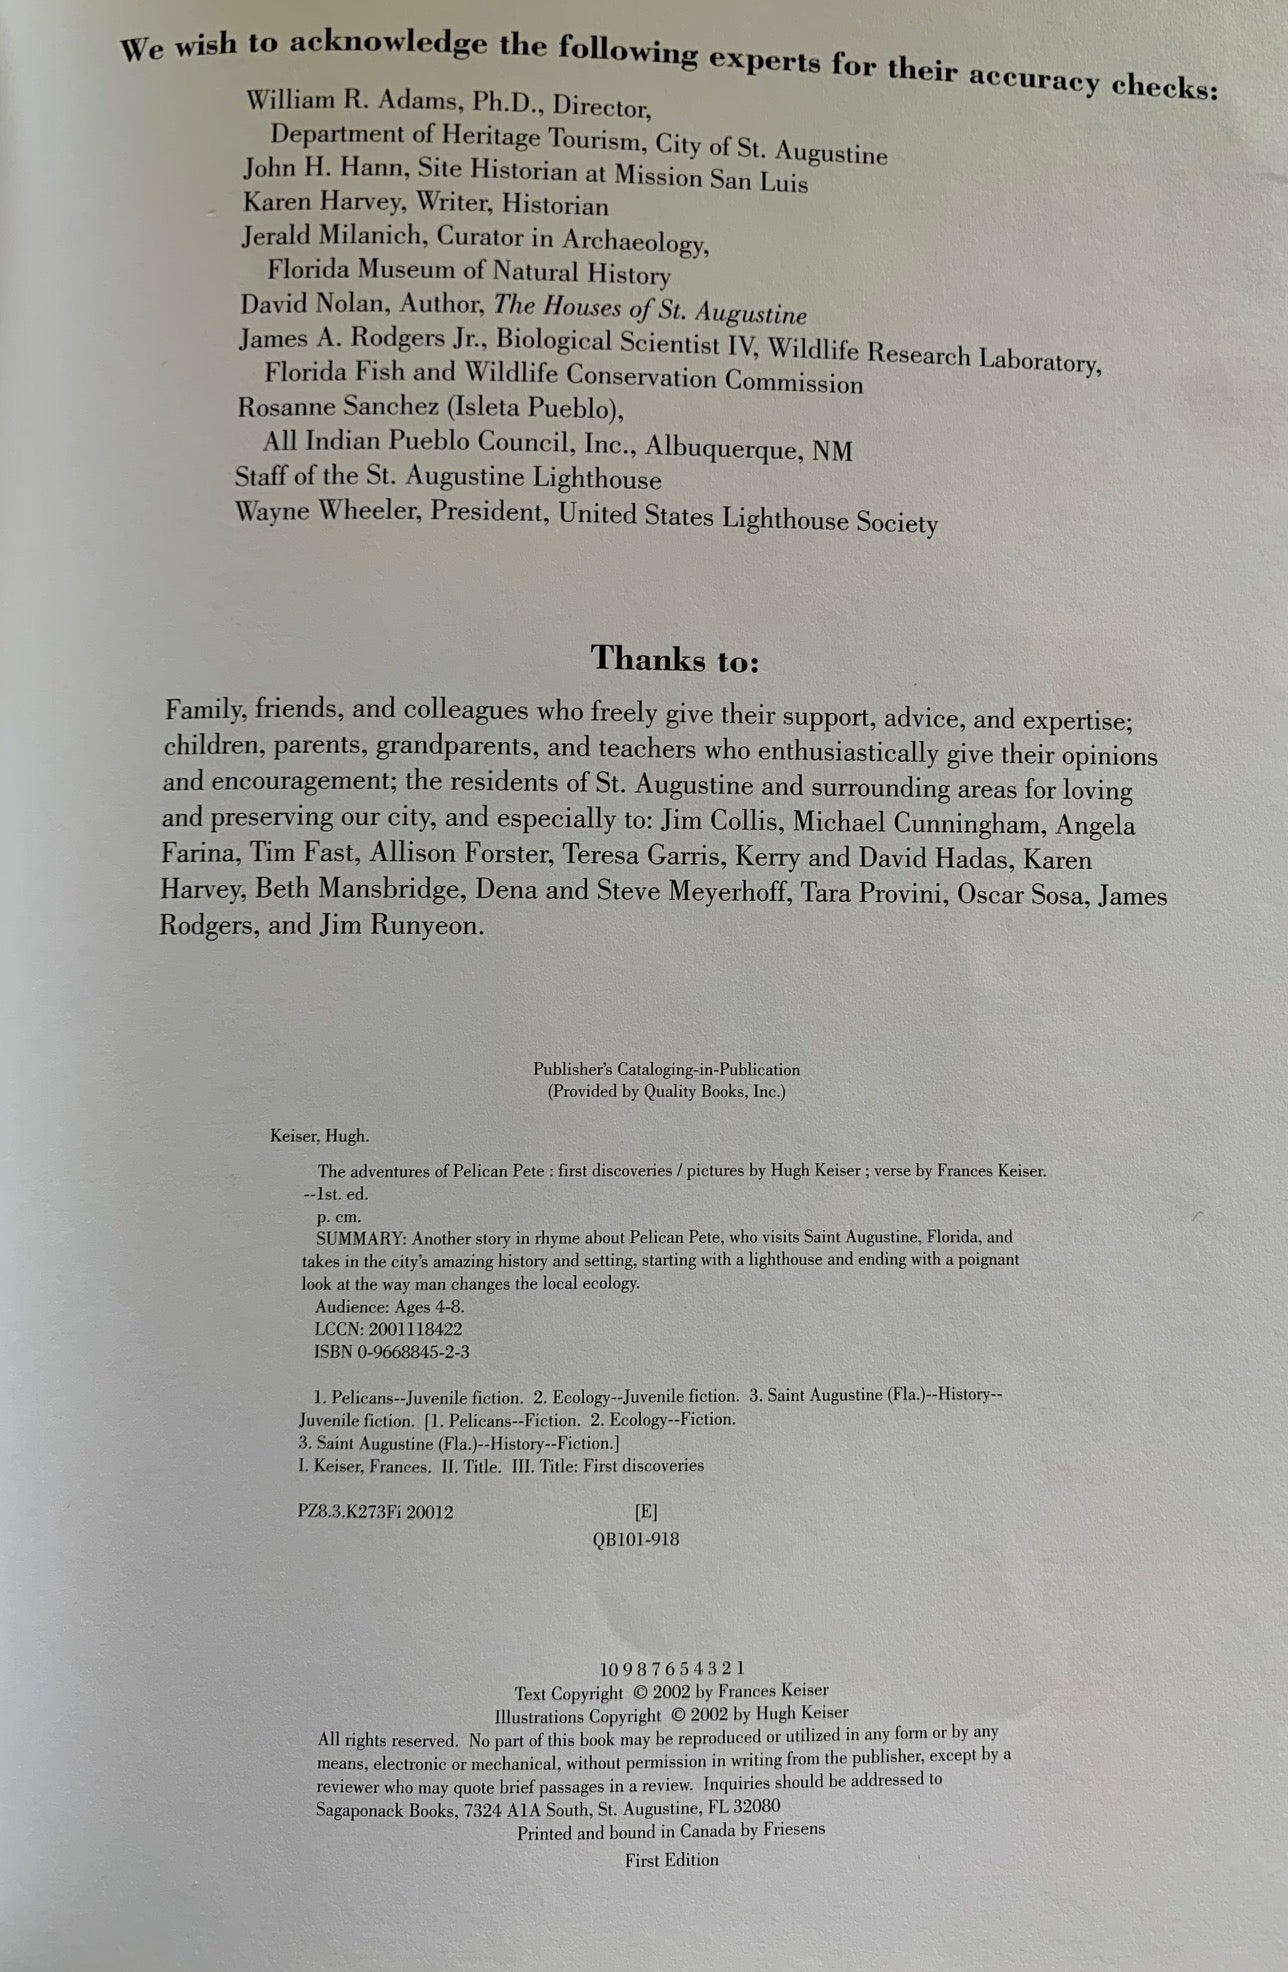 We wish to acknowledge the following experts for their accuracy checks:
William R. Adams, Ph.D., Director,
Department of Heritage Tourism, City of St. Augustine
John H. Hann, Site Historian at Mission San Luis
Karen Harvey, Writer, Historian
Jerald Milanich, Curator in Archaeology,
Florida Museum of Natural History
David Nolan, Author, The Houses of St. Augustine
James A. Rodgers Jr., Biological Scientist IV, Wildlife Research Laboratory,
Florida Fish and Wildlife Conservation Commission
Rosanne Sanchez (Isleta Pueblo),
All Indian Pueblo Council, Inc., Albuquerque, NM
Staff of the St. Augustine Lighthouse
Wayne Wheeler, President, United States Lighthouse Society
Thanks to:
Family, friends, and colleagues who freely give their support, advice, and expertise;
children, parents, grandparents, and teachers who enthusiastically give their opinions
and encouragement; the residents of St. Augustine and surrounding areas for loving
and preserving our city, and especially to: Jim Collis, Michael Cunningham, Angela
Farina, Tim Fast, Allison Forster, Teresa Garris, Kerry and David Hadas, Karen
Harvey, Beth Mansbridge, Dena and Steve Meyerhoff, Tara Provini, Oscar Sosa, James
Rodgers, and Jim Runyeon.
Publisher's Cataloging-in-Publication
(Provided by Quality Books, Inc.)
Keiser, Hugh.
The adventures of Pelican Pete : first discoveries / pictures by Hugh Keiser ; verse by Frances Keiser.
--1st. ed.
p. cm.
SUMMARY: Another story in rhyme about Pelican Pete, who visits Saint Augustine, Florida, and
takes in the city's amazing history and setting, starting with a lighthouse and ending with a poignant
look at the way man changes the local ecology.
Audience: Ages 4-8.
LCCN: 2001118422
ISBN 0-9668845-2-3
1. Pelicans--Juvenile fiction. 2. Ecology--Juvenile fiction. 3. Saint Augustine (Fla.)--History--
Juvenile fiction. [1. Pelicans--Fiction. 2. Ecology--Fiction.
3. Saint Augustine (Fla.)--History--Fiction.]
I. Keiser, Frances. II. Title. III. Title: First discoveries
PZ8.3.K273Fi 20012 [E]
QB101-918
10 9 8 7 6 5 4 3 2 1
Text Copyright © 2002 by Frances Keiser
Illustrations Copyright © 2002 by Hugh Keiser
All rights reserved. No part of this book may be reproduced or utilized in any form or by any
means, electronic or mechanical, without permission in writing from the publisher, except by a
reviewer who may quote brief passages in a review. Inquiries should be addressed to
Sagaponack Books, 7324 A1A South, St. Augustine, FL 32080
Printed and bound in Canada by Friesens
First Edition